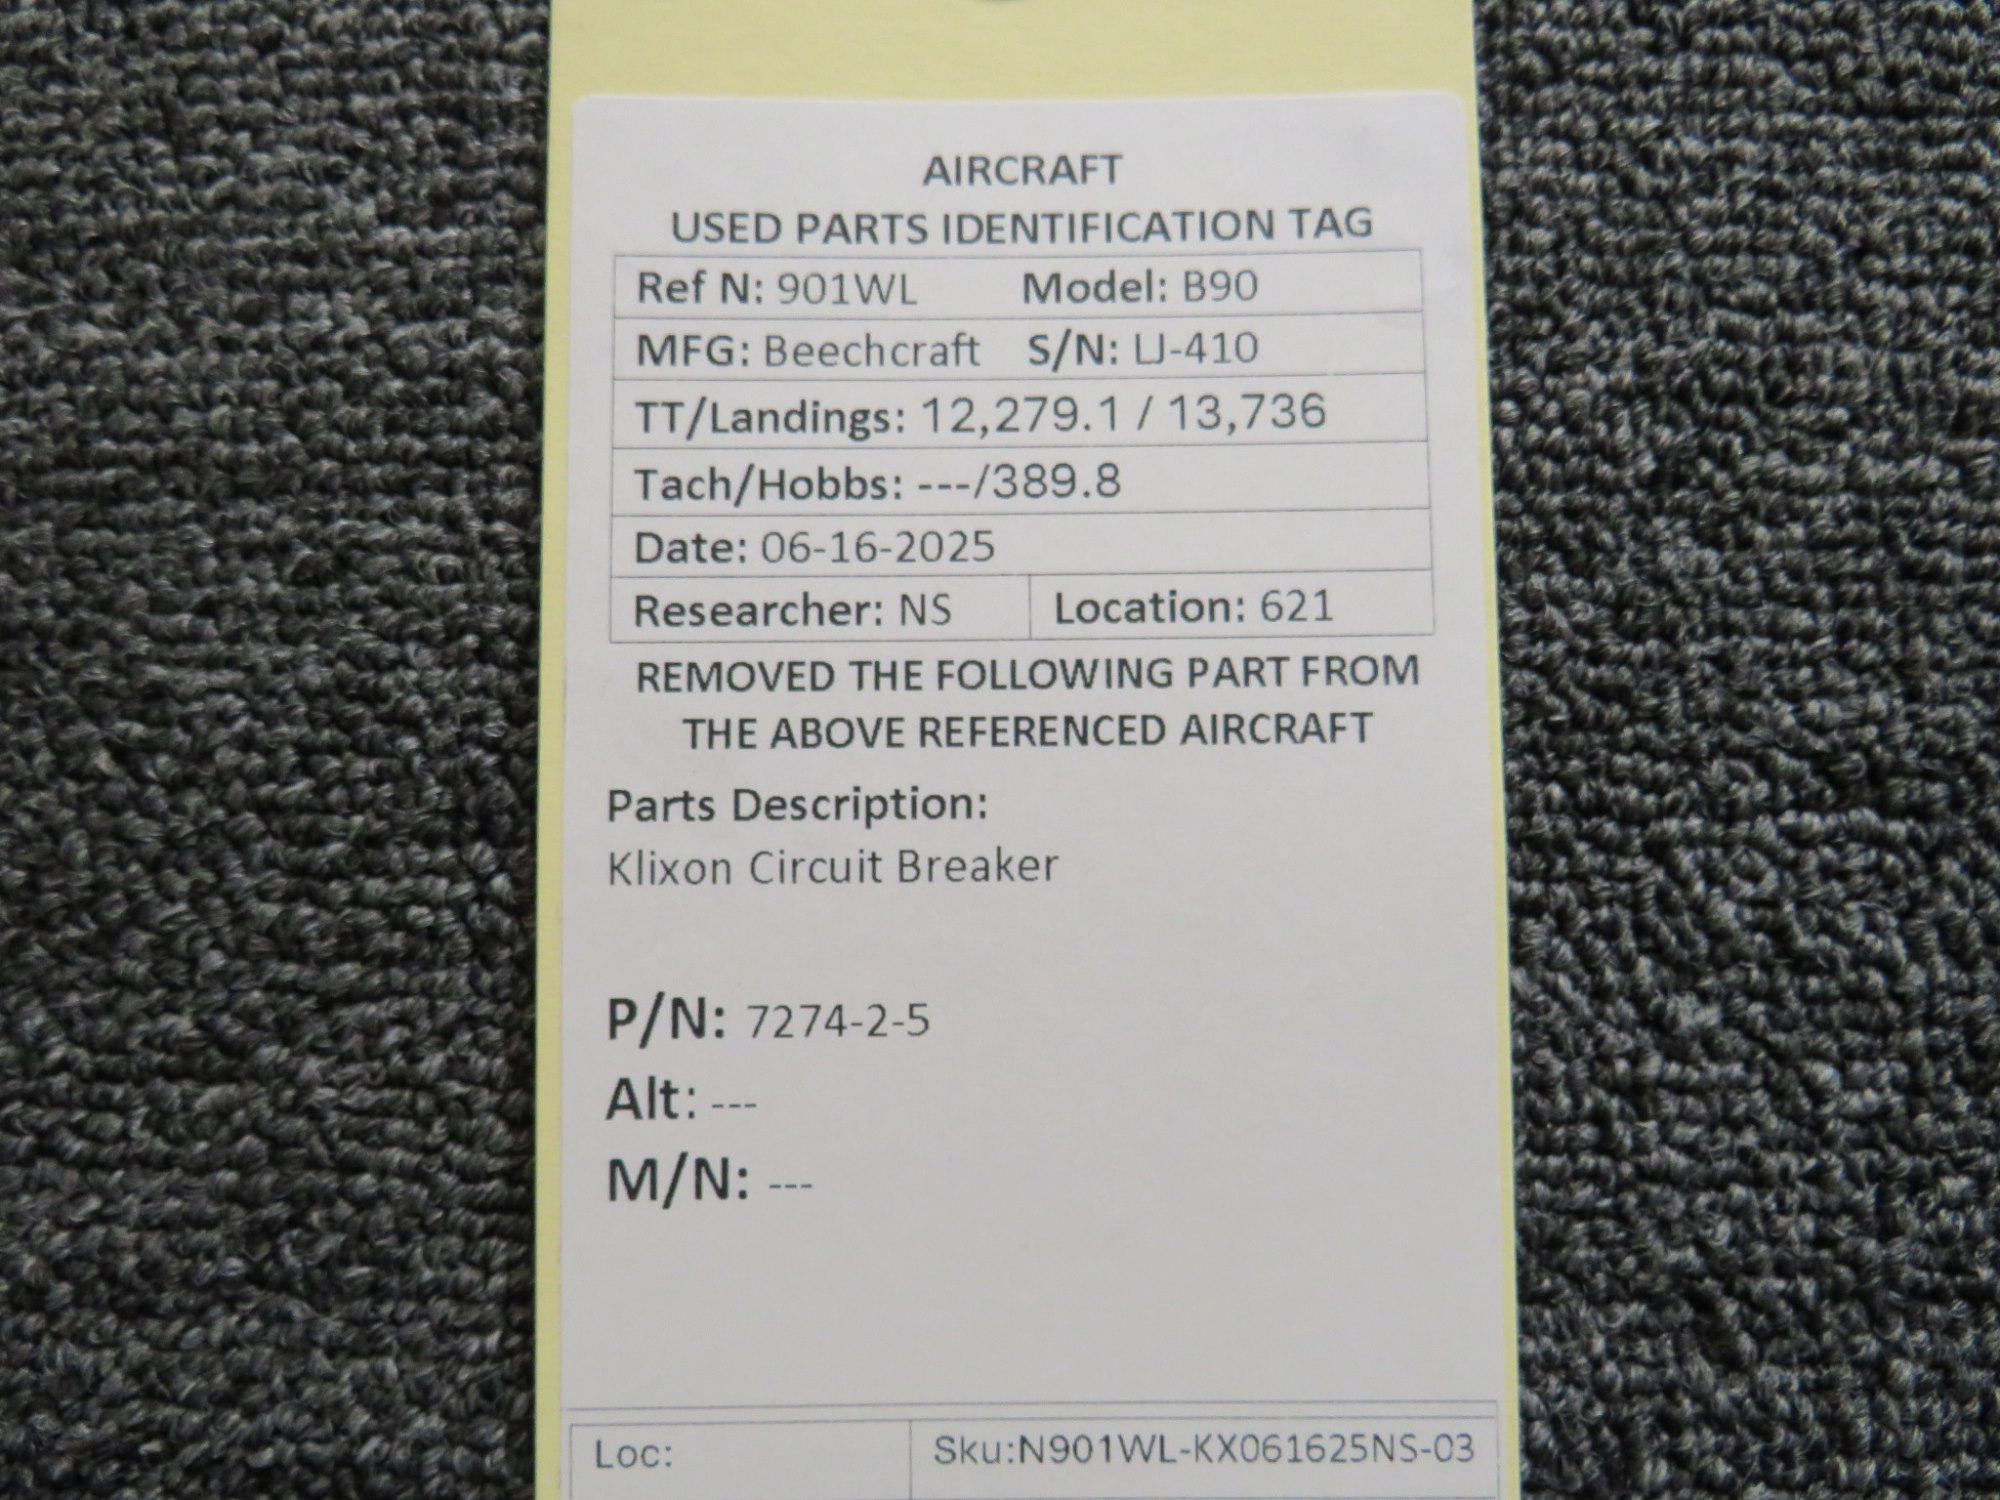 AIRCRAFT
USED PARTS IDENTIFICATION TAG
Ref N: 901WL Model: B90
MFG: Beechcraft S/N: LJ-410
TT/Landings: 12,279.1 / 13,736
Tach/Hobbs: ---/389.8
Date: 06-16-2025
Researcher: NS Location: 621
REMOVED THE FOLLOWING PART FROM
THE ABOVE REFERENCED AIRCRAFT
Parts Description:
Klixon Circuit Breaker
P/N: 7274-2-5
Alt: ---
M/N: ---
Loc: Sku:N901WL-KX061625NS-03